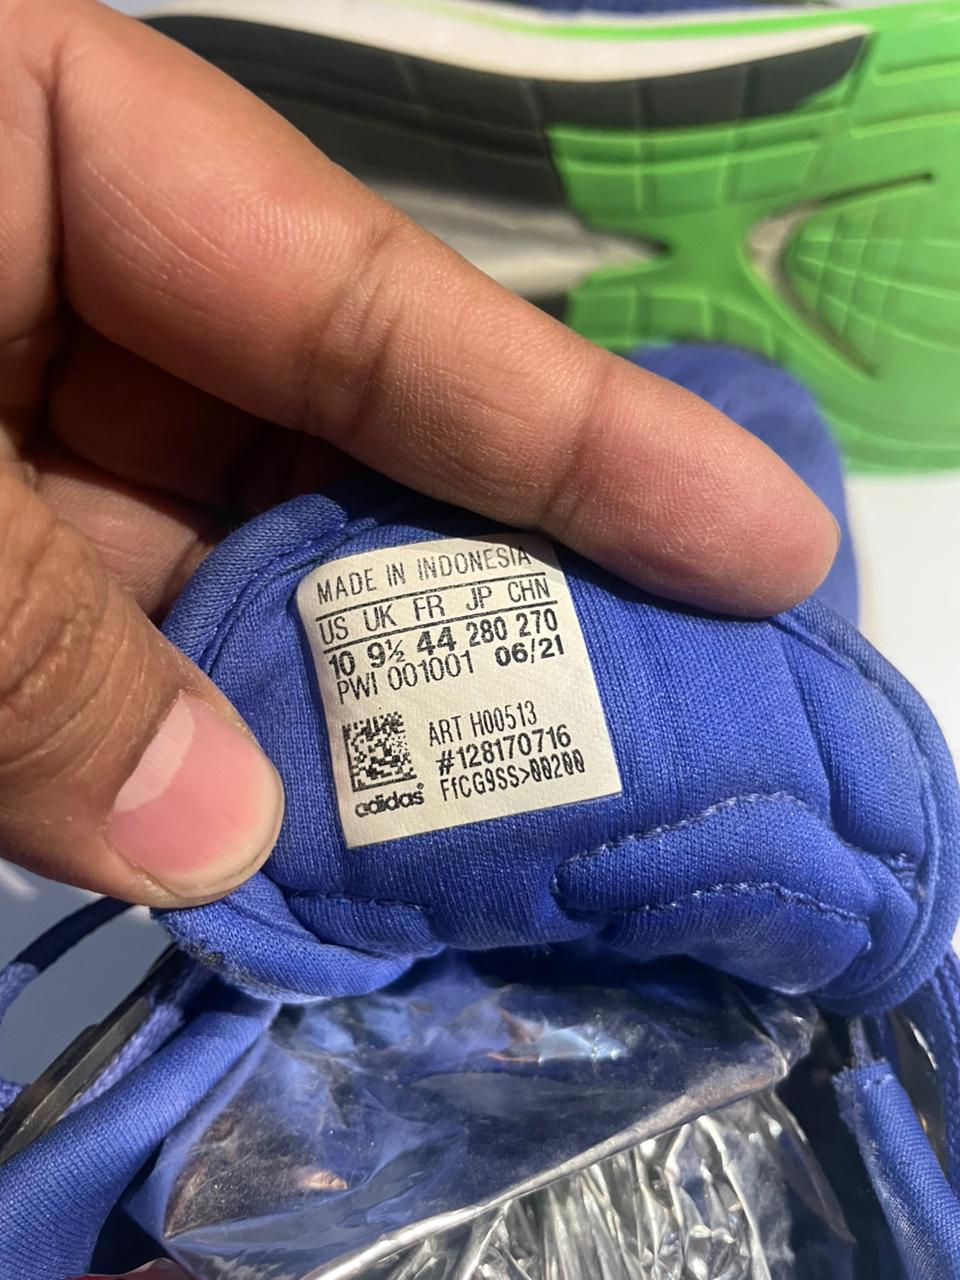 MADE IN INDONESIA
US UK FR JP CHN
10 9½ 44 280 270
PWI 001001 06/21
ART H00513
#128170716
FfCG9SS>00200
adidas®